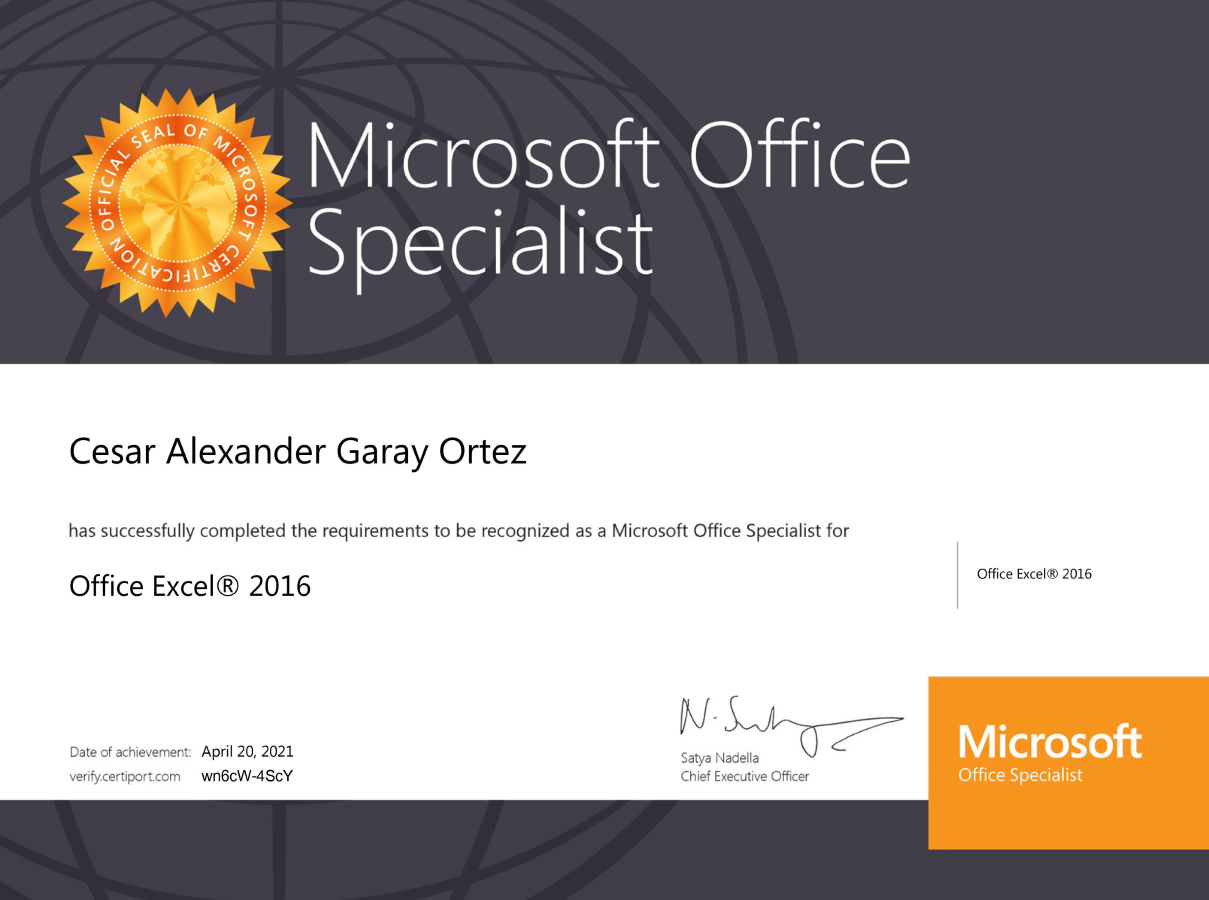 OFFICIAL SEAL OF MICROSOFT CERTIFICATION
Microsoft Office
Specialist
Cesar Alexander Garay Ortez
has successfully completed the requirements to be recognized as a Microsoft Office Specialist for
Office Excel® 2016
Office Excel® 2016
Date of achievement: April 20, 2021
verify.certiport.com wn6cW-4ScY
Satya Nadella
Chief Executive Officer
Microsoft
Office Specialist